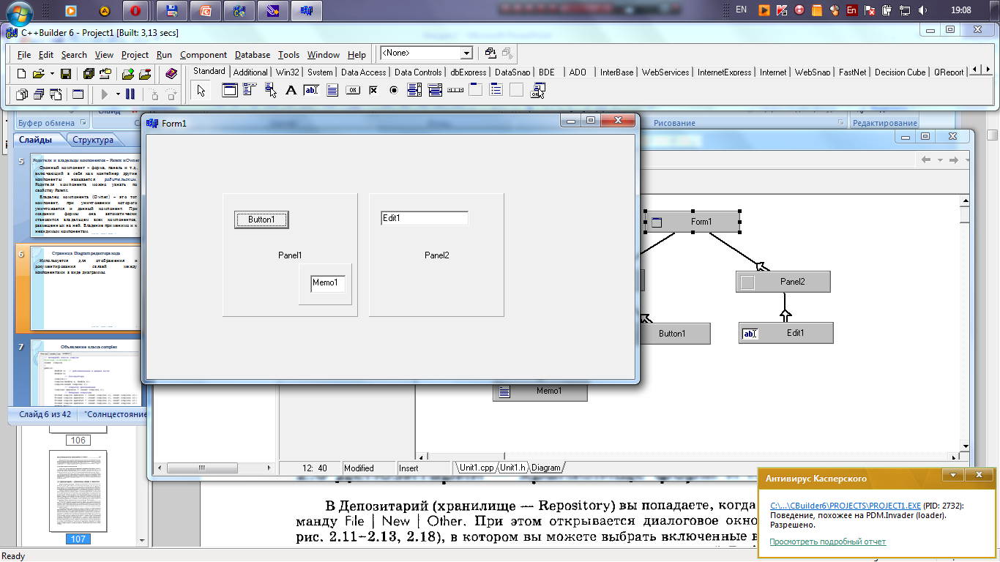 EN
En
19:08
C++Builder 6 - Project1 [Built: 3,13 secs]
File Edit Search View Project Run Component Database Tools Window Help
<None>
Standard Additional Win32 System Data Access Data Controls dbExpress DataSnap BDE ADO InterBase WebServices InternetExpress Internet WebSnap FastNet Decision Cube QReport
Буфер обмена
Рисование
Редактирование
Слайды Структура
Form1
5
Родители и владельцы компонентов – Parent и Owner
Оконный компонент – форма, панель и т.д.,
включающий в себя как контейнер другие
компоненты называется родительским.
Родителя компонента можно узнать по
свойству Parent.
Владелец компонента (Owner) – это тот
компонент, при уничтожении которого
уничтожается и данный компонент. При
создании формы она автоматически
становится владельцем всех компонентов,
размещенных на ней. Владение применимо и к
невидимым компонентам.
6
Страница Diagram редактора кода
Используется для отображения и
документирования связей между
компонентами в виде диаграммы.
7
Объявление класса complex
Button1
Panel1
Memo1
Edit1
Panel2
Form1
Panel2
Button1
Edit1
Memo1
Слайд 6 из 42 "Солнцестояние
106
107
12: 40 Modified Insert Unit1.cpp Unit1.h Diagram
В Депозитарий (хранилище — Repository) вы попадаете, когда
манду File | New | Other. При этом открывается диалоговое окно
рис. 2.11–2.13, 2.18), в котором вы можете выбрать включенные в
Антивирус Касперского
C:\...\CBuilder6\PROJECTS\PROJECT1.EXE (PID: 2732):
Поведение, похожее на PDM.Invader (loader).
Разрешено.
Просмотреть подробный отчет
Ready